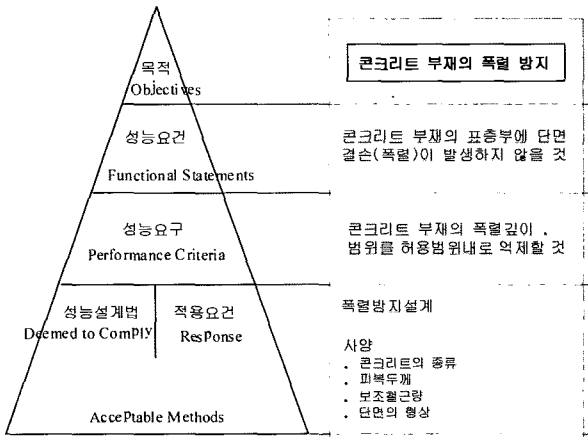 목적
Objectives
콘크리트 부재의 폭렬 방지
성능요건
Functional Statements
콘크리트 부재의 표층부에 단면
결손(폭렬)이 발생하지 않을 것
성능요구
Performance Criteria
콘크리트 부재의 폭렬깊이 .
범위를 허용범위내로 억제할 것
성능설계법
Deemed to Comply
적용요건
Response
Acceptable Methods
폭렬방지설계
사양
. 콘크리트의 종류
. 피복두께
. 보조철근량
. 단면의 형상